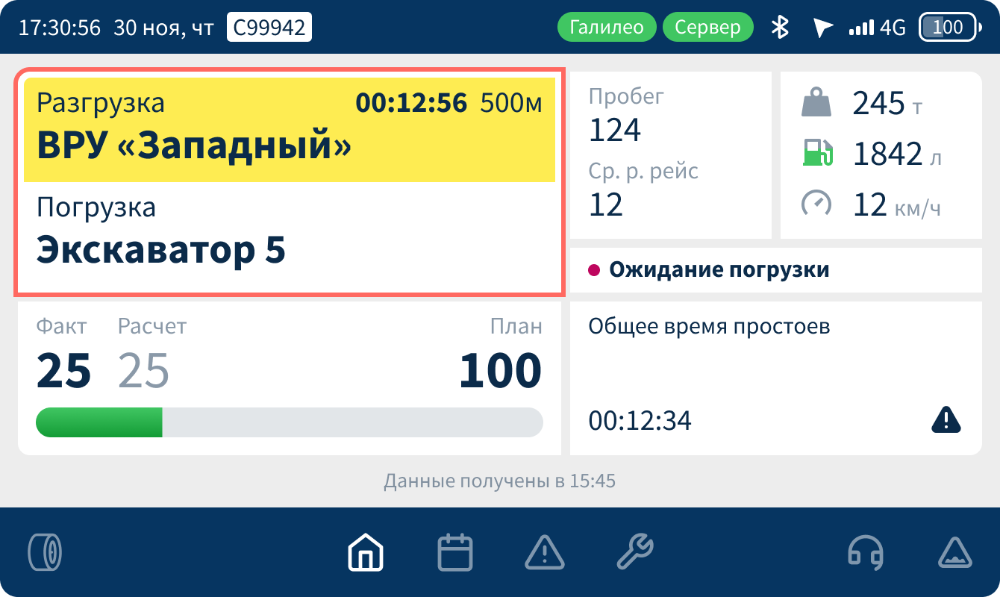 17:30:56 30 ноя, чт С99942 Галилео Сервер 4G 100
Разгрузка 00:12:56 500м
ВРУ «Западный»
Погрузка
Экскаватор 5
Пробег
124
Ср. р. рейс
12
245 т
1842 л
12 км/ч
Ожидание погрузки
Факт Расчет План
25 25 100
Общее время простоев
00:12:34
Данные получены в 15:45